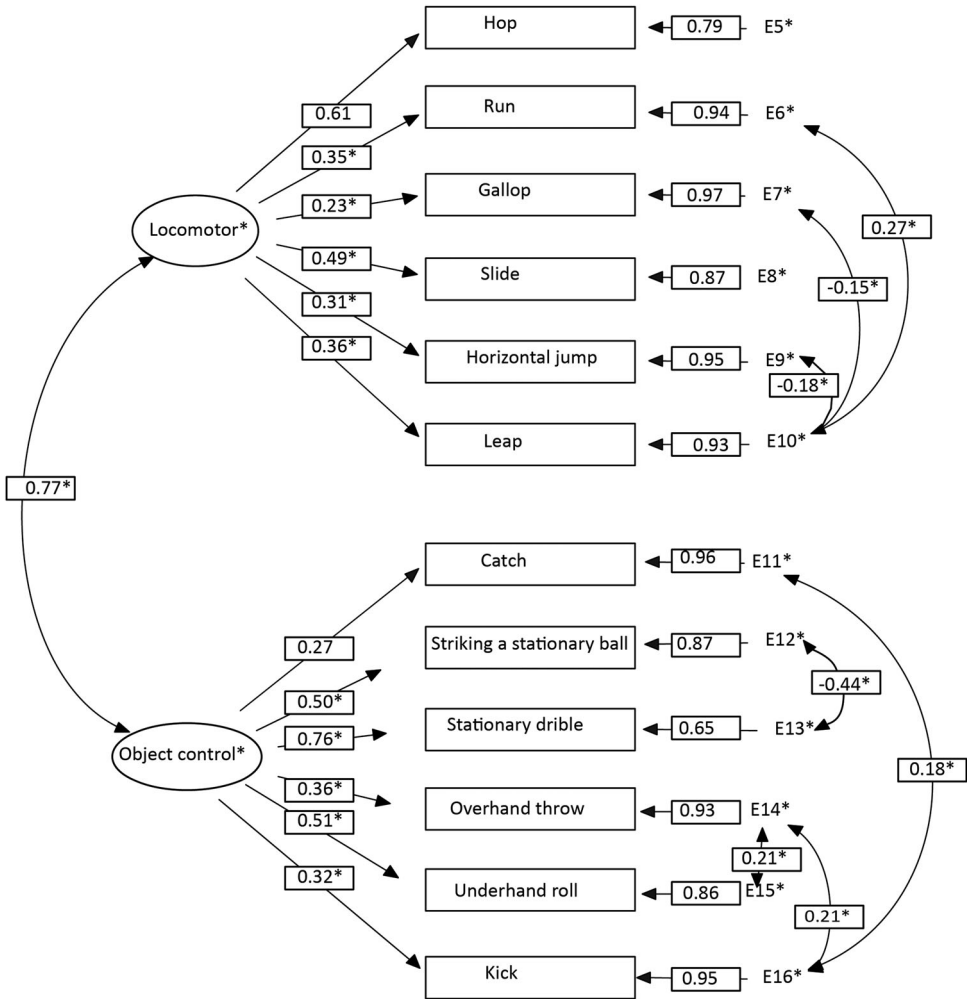 Hop
0.79
E5*
0.61
Run
0.94
E6*
0.35*
Gallop
0.97
E7*
0.23*
0.27*
Locomotor*
0.49*
Slide
0.87
E8*
-0.15*
0.31*
0.36*
Horizontal jump
0.95
E9*
-0.18*
Leap
0.93
E10*
0.77*
Catch
0.96
E11*
0.27
Striking a stationary ball
0.87
E12*
-0.44*
0.50*
0.76*
Stationary drible
0.65
E13*
Object control*
0.18*
0.36*
Overhand throw
0.93
E14*
0.51*
0.21*
0.32*
Underhand roll
0.86
E15*
0.21*
Kick
0.95
E16*